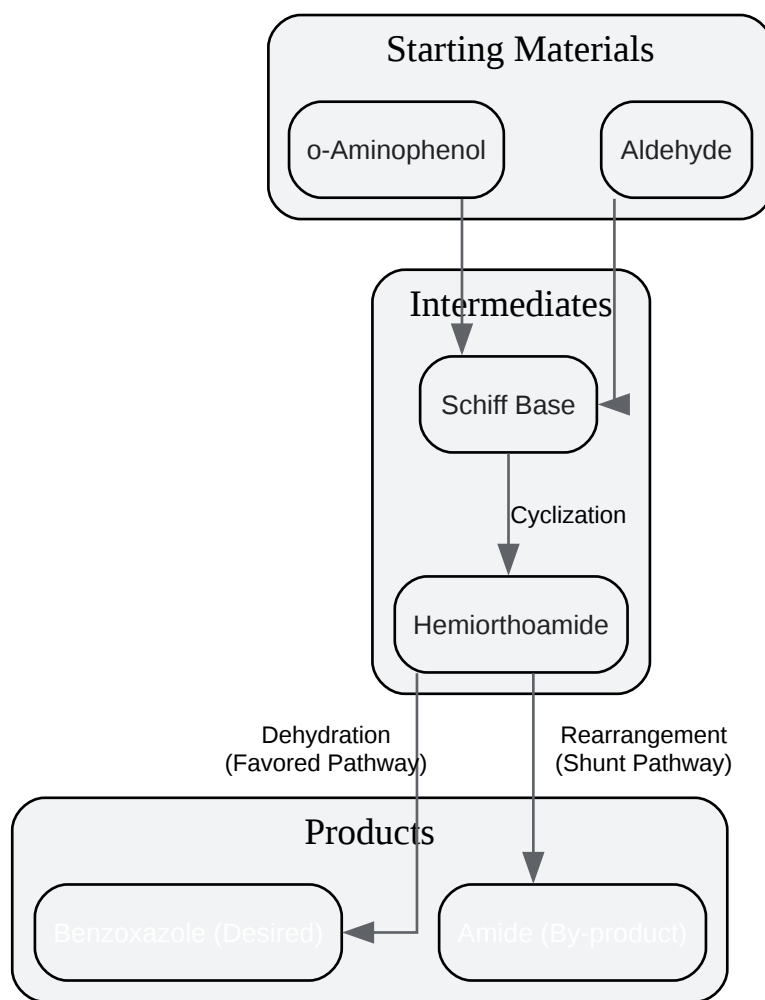 Starting Materials
o-Aminophenol
Aldehyde
Intermediates
Schiff Base
Cyclization
Hemiorthoamide
Dehydration
(Favored Pathway)
Rearrangement
(Shunt Pathway)
Products
Benzoxazole (Desired)
Amide (By-product)